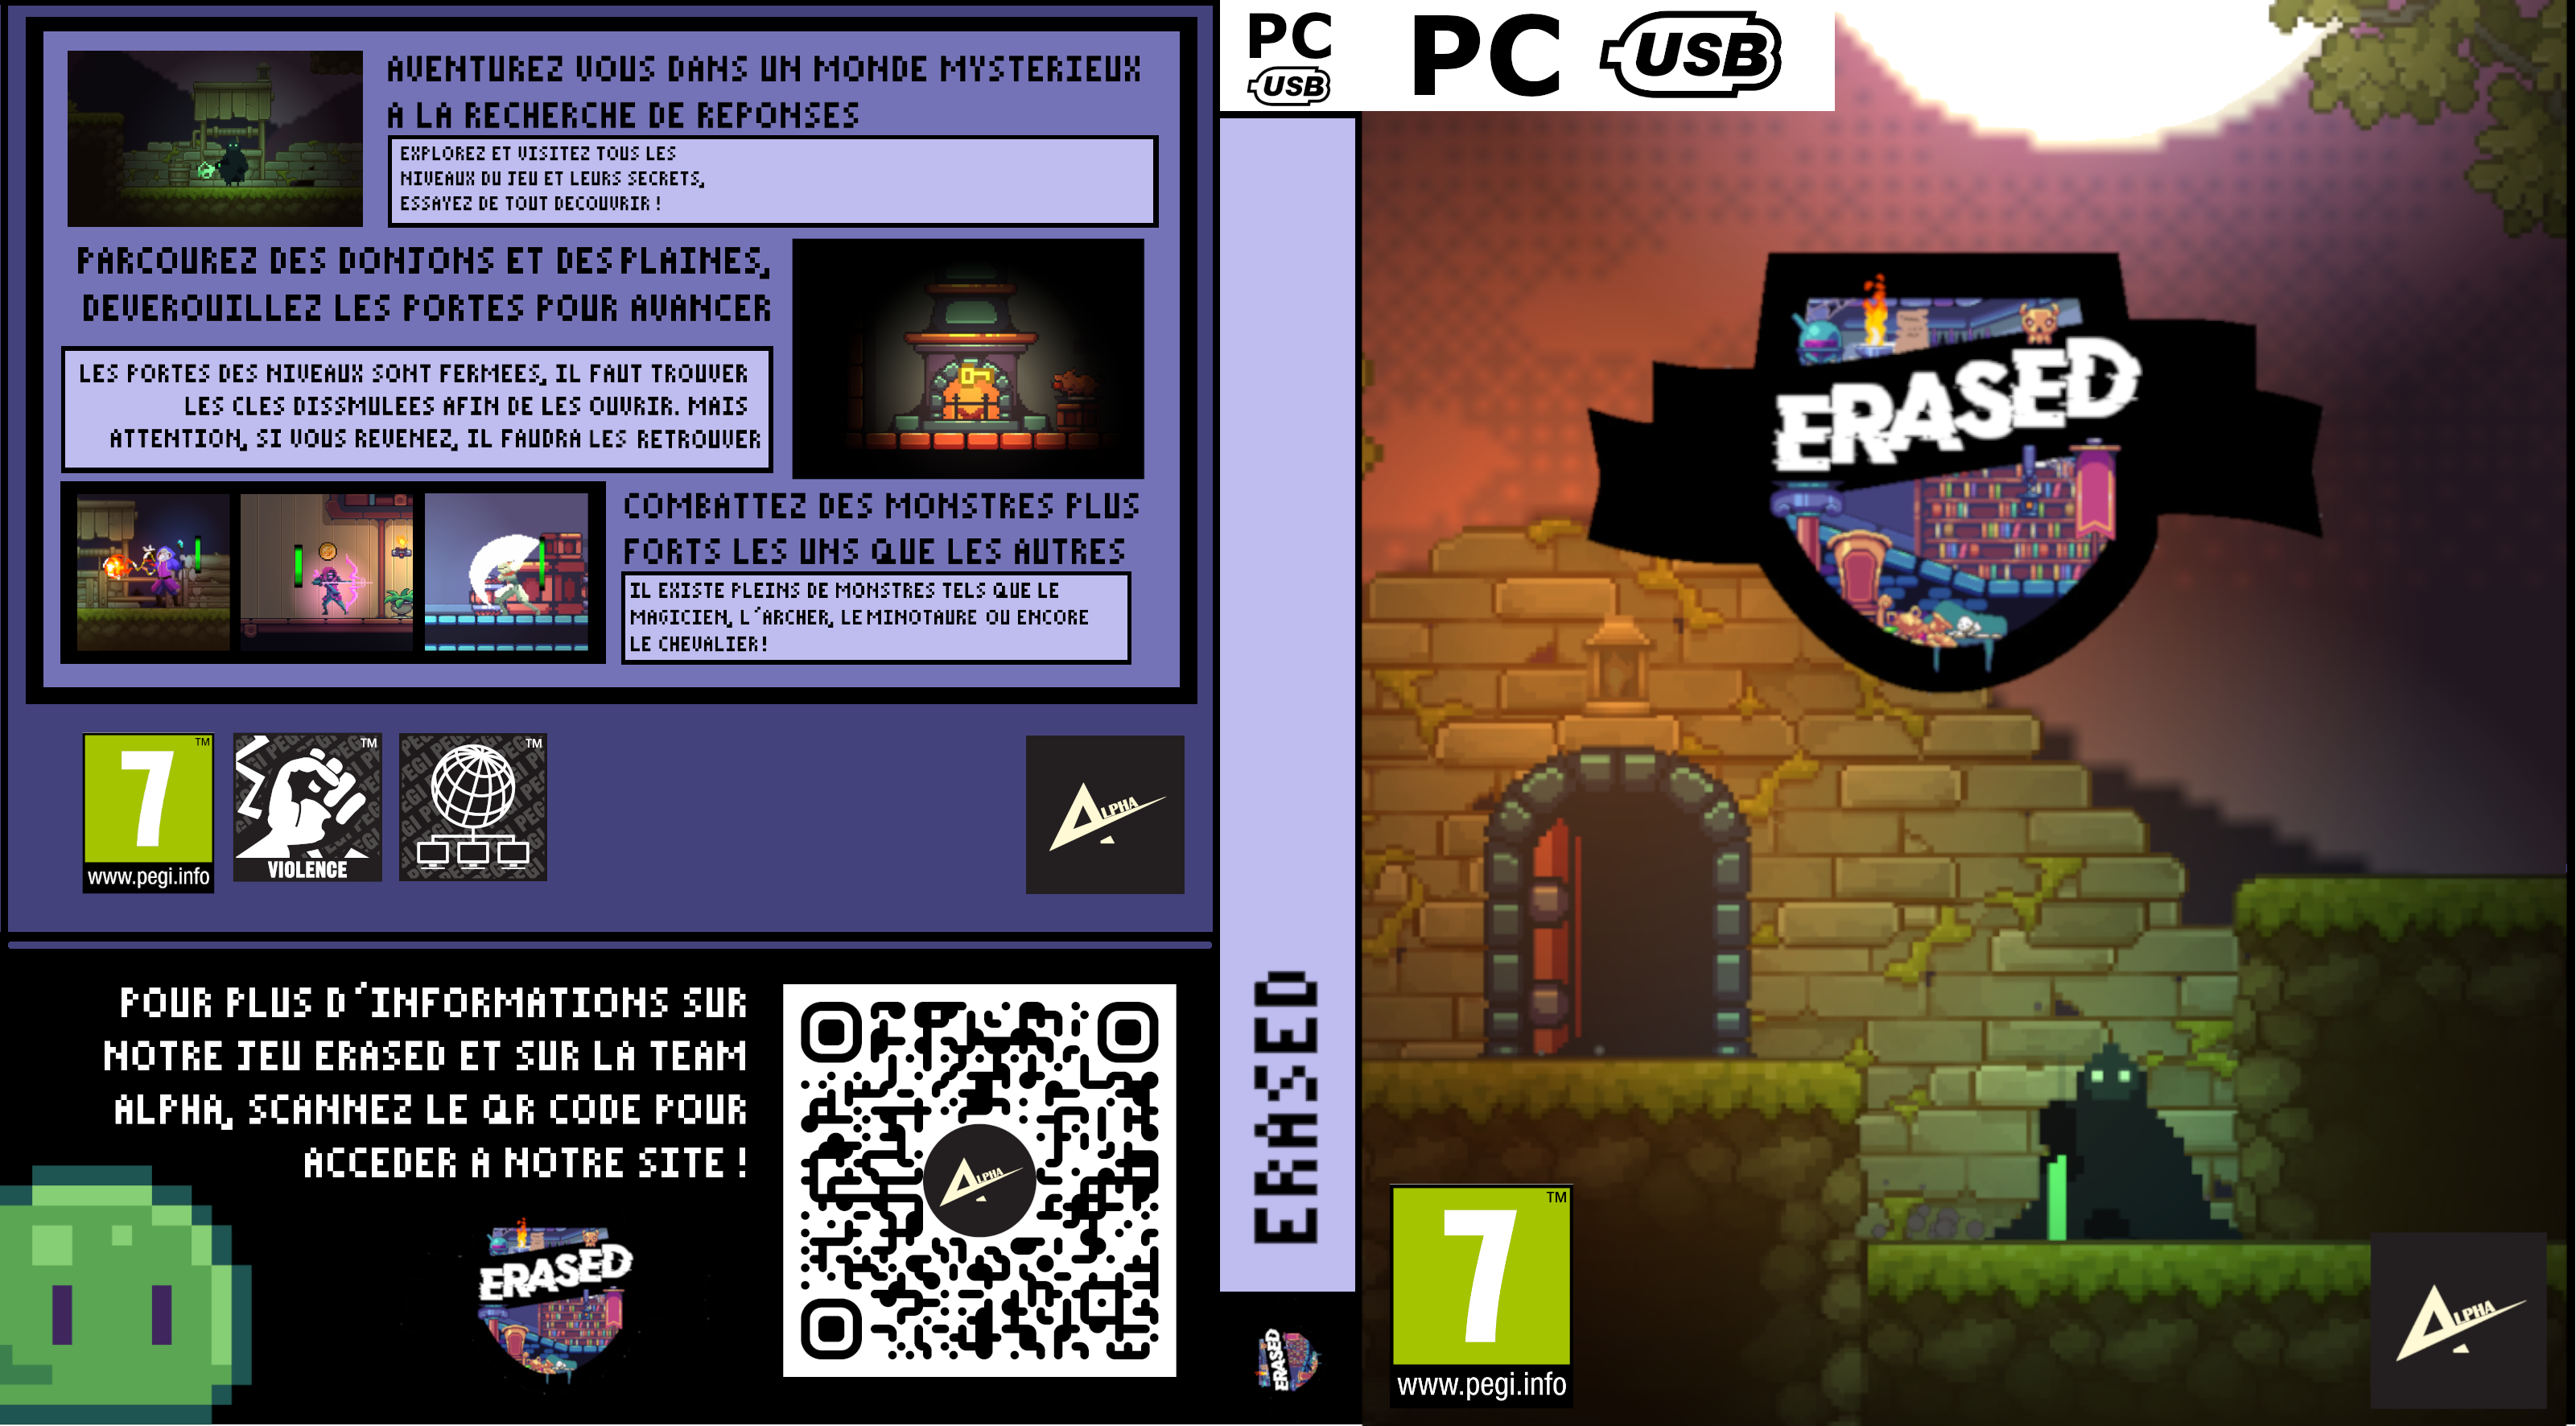 AVENTUREZ VOUS DANS UN MONDE MYSTERIEUX
A LA RECHERCHE DE REPONSES
EXPLOREZ ET VISITEZ TOUS LES
NIVEAUX DU JEU ET LEURS SECRETS,
ESSAYEZ DE TOUT DECOUVRIR !
PARCOUREZ DES DONJONS ET DES PLAINES,
DEVEROUILLEZ LES PORTES POUR AVANCER
LES PORTES DES NIVEAUX SONT FERMEES, IL FAUT TROUVER
LES CLES DISSMULEES AFIN DE LES OUVRIR. MAIS
ATTENTION, SI VOUS REVENEZ, IL FAUDRA LES RETROUVER
COMBATTEZ DES MONSTRES PLUS
FORTS LES UNS QUE LES AUTRES
IL EXISTE PLEINS DE MONSTRES TELS QUE LE
MAGICIEN, L'ARCHER, LE MINOTAURE OU ENCORE
LE CHEVALIER!
7
TM
www.pegi.info
TM
VIOLENCE
TM
ALPHA
POUR PLUS D'INFORMATIONS SUR
NOTRE JEU ERASED ET SUR LA TEAM
ALPHA, SCANNEZ LE QR CODE POUR
ACCEDER A NOTRE SITE !
ERASED
ALPHA
PC
USB
ERASED
ERASED
PC USB
ERASED
7
TM
www.pegi.info
ALPHA